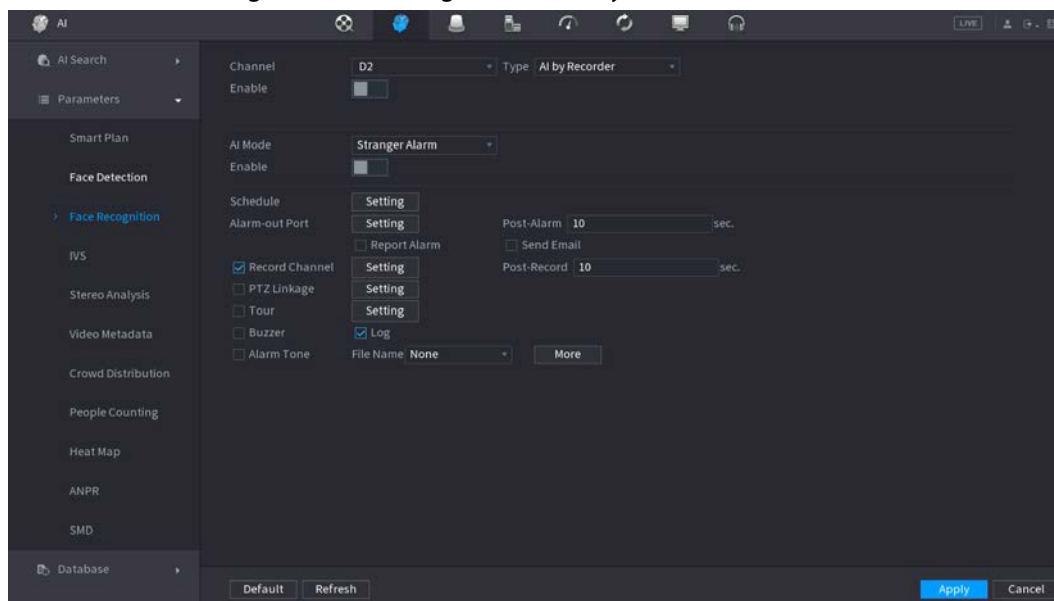 AI LIVE
AI Search
Parameters
Smart Plan
Face Detection
Face Recognition
IVS
Stereo Analysis
Video Metadata
Crowd Distribution
People Counting
Heat Map
ANPR
SMD
Database
Channel D2 Type AI by Recorder
Enable
AI Mode Stranger Alarm
Enable
Schedule Setting
Alarm-out Port Setting Post-Alarm 10 sec.
Report Alarm Send Email
Record Channel Setting Post-Record 10 sec.
PTZ Linkage Setting
Tour Setting
Buzzer Log
Alarm Tone File Name None More
Default Refresh Apply Cancel